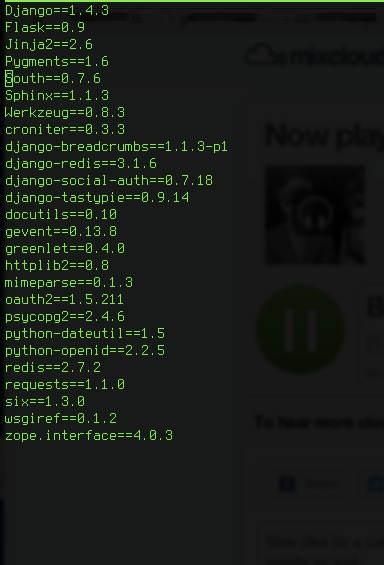 Django==1.4.3
Flask==0.9
Jinja2==2.6
Pygments==1.6
South==0.7.6
Sphinx==1.1.3
Werkzeug==0.8.3
croniter==0.3.3
django-breadcrumbs==1.1.3-p1
django-redis==3.1.6
django-social-auth==0.7.18
django-tastypie==0.9.14
docutils==0.10
gevent==0.13.8
greenlet==0.4.0
httplib2==0.8
mimeparse==0.1.3
oauth2==1.5.211
psycopg2==2.4.6
python-dateutil==1.5
python-openid==2.2.5
redis==2.7.2
requests==1.1.0
six==1.3.0
wsgiref==0.1.2
zope.interface==4.0.3
mixcloud
Now play
B
To hear more